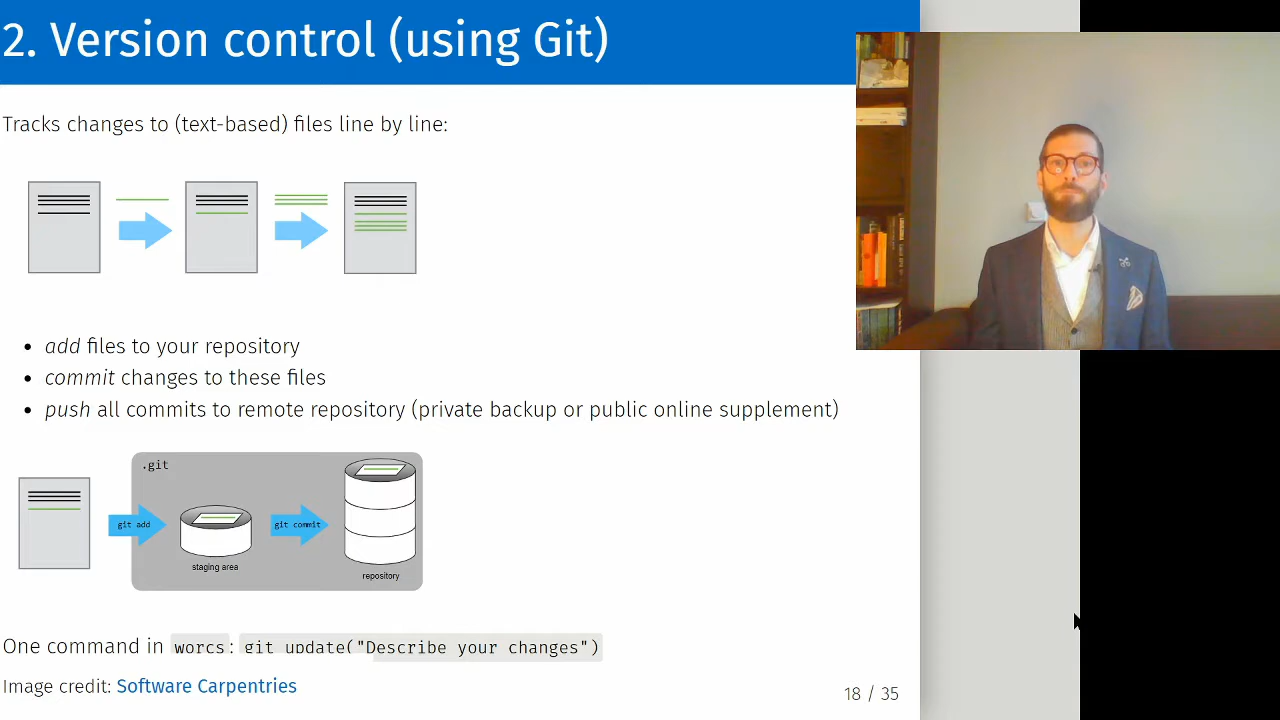 2. Version control (using Git)
Tracks changes to (text-based) files line by line:
• add files to your repository
• commit changes to these files
• push all commits to remote repository (private backup or public online supplement)
.git
git add
git commit
staging area
repository
One command in worcs: git_update("Describe your changes")
Image credit: Software Carpentries
18 / 35